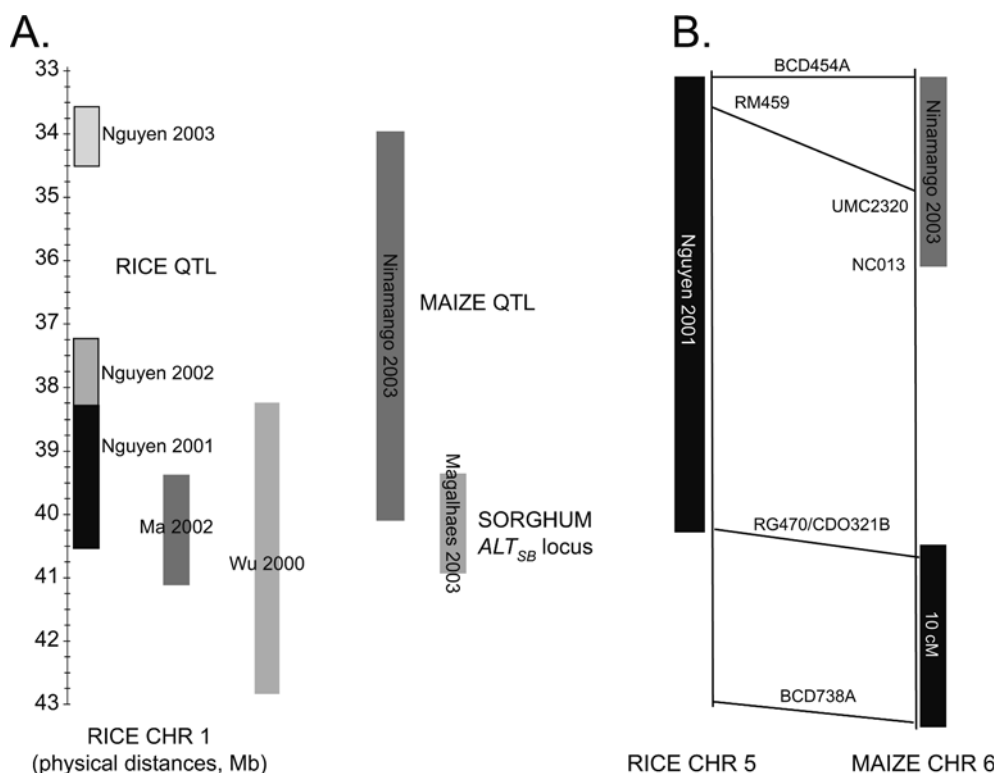 A.
33
34
35
36
37
38
39
40
41
42
43
Nguyen 2003
RICE QTL
Nguyen 2002
Nguyen 2001
Ma 2002
Wu 2000
Ninamango 2003
MAIZE QTL
Magalhaes 2003
SORGHUM
ALT_SB locus
RICE CHR 1
(physical distances, Mb)
B.
BCD454A
RM459
UMC2320
NC013
Nguyen 2001
Ninamango 2003
RG470/CDO321B
10 cM
BCD738A
RICE CHR 5
MAIZE CHR 6